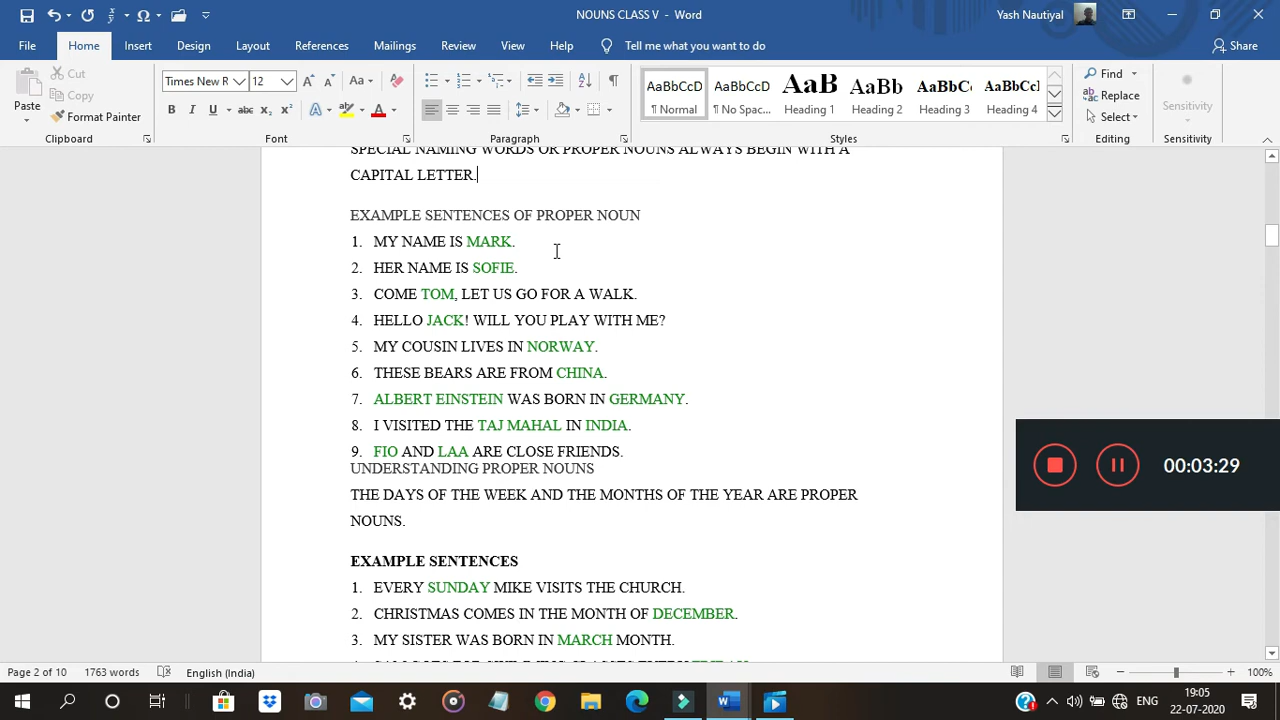 NOUNS CLASS V - Word
Yash Nautiyal
File Home Insert Design Layout References Mailings Review View Help Tell me what you want to do Share
Paste
Cut
Copy
Format Painter
Clipboard
Times New R 12
Font
Paragraph
AaBbCcD AaBbCcD AaB AaBb AaBbCc AaBbCcI
¶ Normal ¶ No Spac... Heading 1 Heading 2 Heading 3 Heading 4
Styles
Find
Replace
Select
Editing
Sensitivity
Sensitivity
SPECIAL NAMING WORDS OR PROPER NOUNS ALWAYS BEGIN WITH A
CAPITAL LETTER.
EXAMPLE SENTENCES OF PROPER NOUN
1. MY NAME IS MARK.
2. HER NAME IS SOFIE.
3. COME TOM, LET US GO FOR A WALK.
4. HELLO JACK! WILL YOU PLAY WITH ME?
5. MY COUSIN LIVES IN NORWAY.
6. THESE BEARS ARE FROM CHINA.
7. ALBERT EINSTEIN WAS BORN IN GERMANY.
8. I VISITED THE TAJ MAHAL IN INDIA.
9. FIO AND LAA ARE CLOSE FRIENDS.
UNDERSTANDING PROPER NOUNS
THE DAYS OF THE WEEK AND THE MONTHS OF THE YEAR ARE PROPER
NOUNS.
EXAMPLE SENTENCES
1. EVERY SUNDAY MIKE VISITS THE CHURCH.
2. CHRISTMAS COMES IN THE MONTH OF DECEMBER.
3. MY SISTER WAS BORN IN MARCH MONTH.
00:03:29
Page 2 of 10 1763 words English (India) 100%
ENG 19:05
22-07-2020